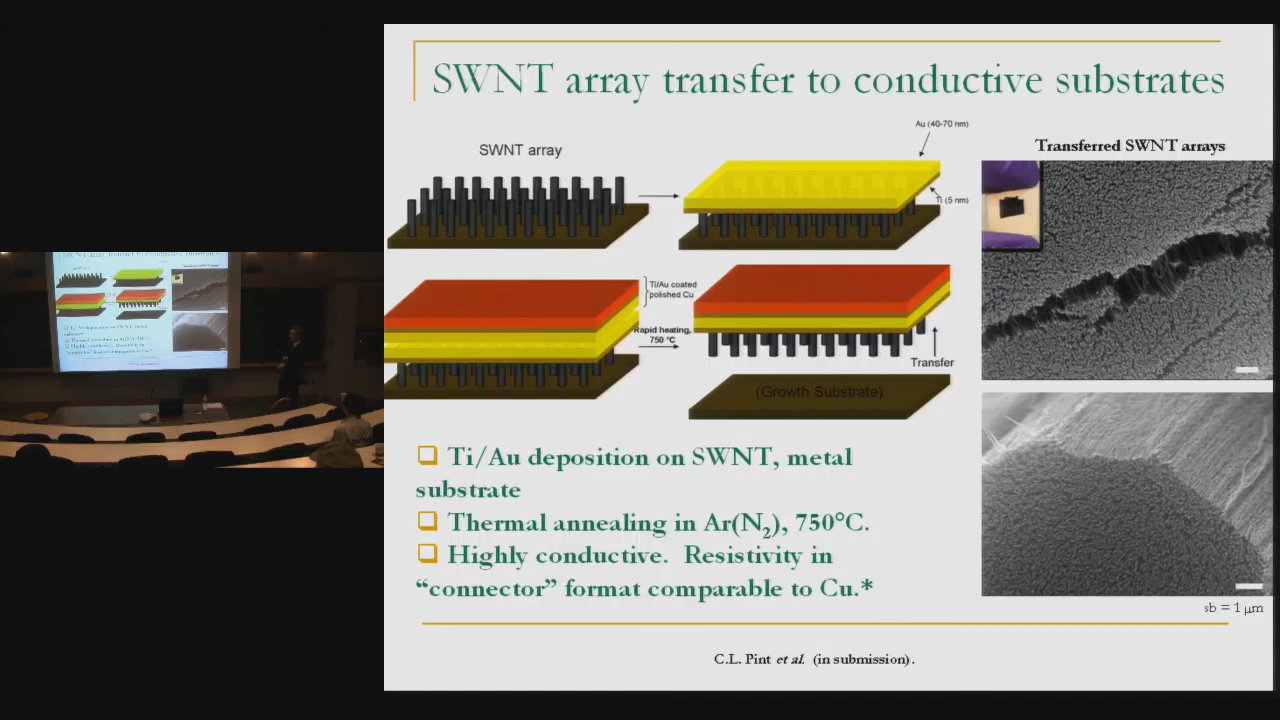 SWNT array transfer to conductive substrates
SWNT array
Au (40-70 nm)
Ti (5 nm)
Transferred SWNT arrays
Ti/Au coated
polished Cu
Rapid heating,
750 °C
Transfer
(Growth Substrate)
❑ Ti/Au deposition on SWNT, metal
substrate
❑ Thermal annealing in Ar(N₂), 750°C.
❑ Highly conductive. Resistivity in
“connector” format comparable to Cu.*
sb = 1 μm
C.L. Pint et al. (in submission).